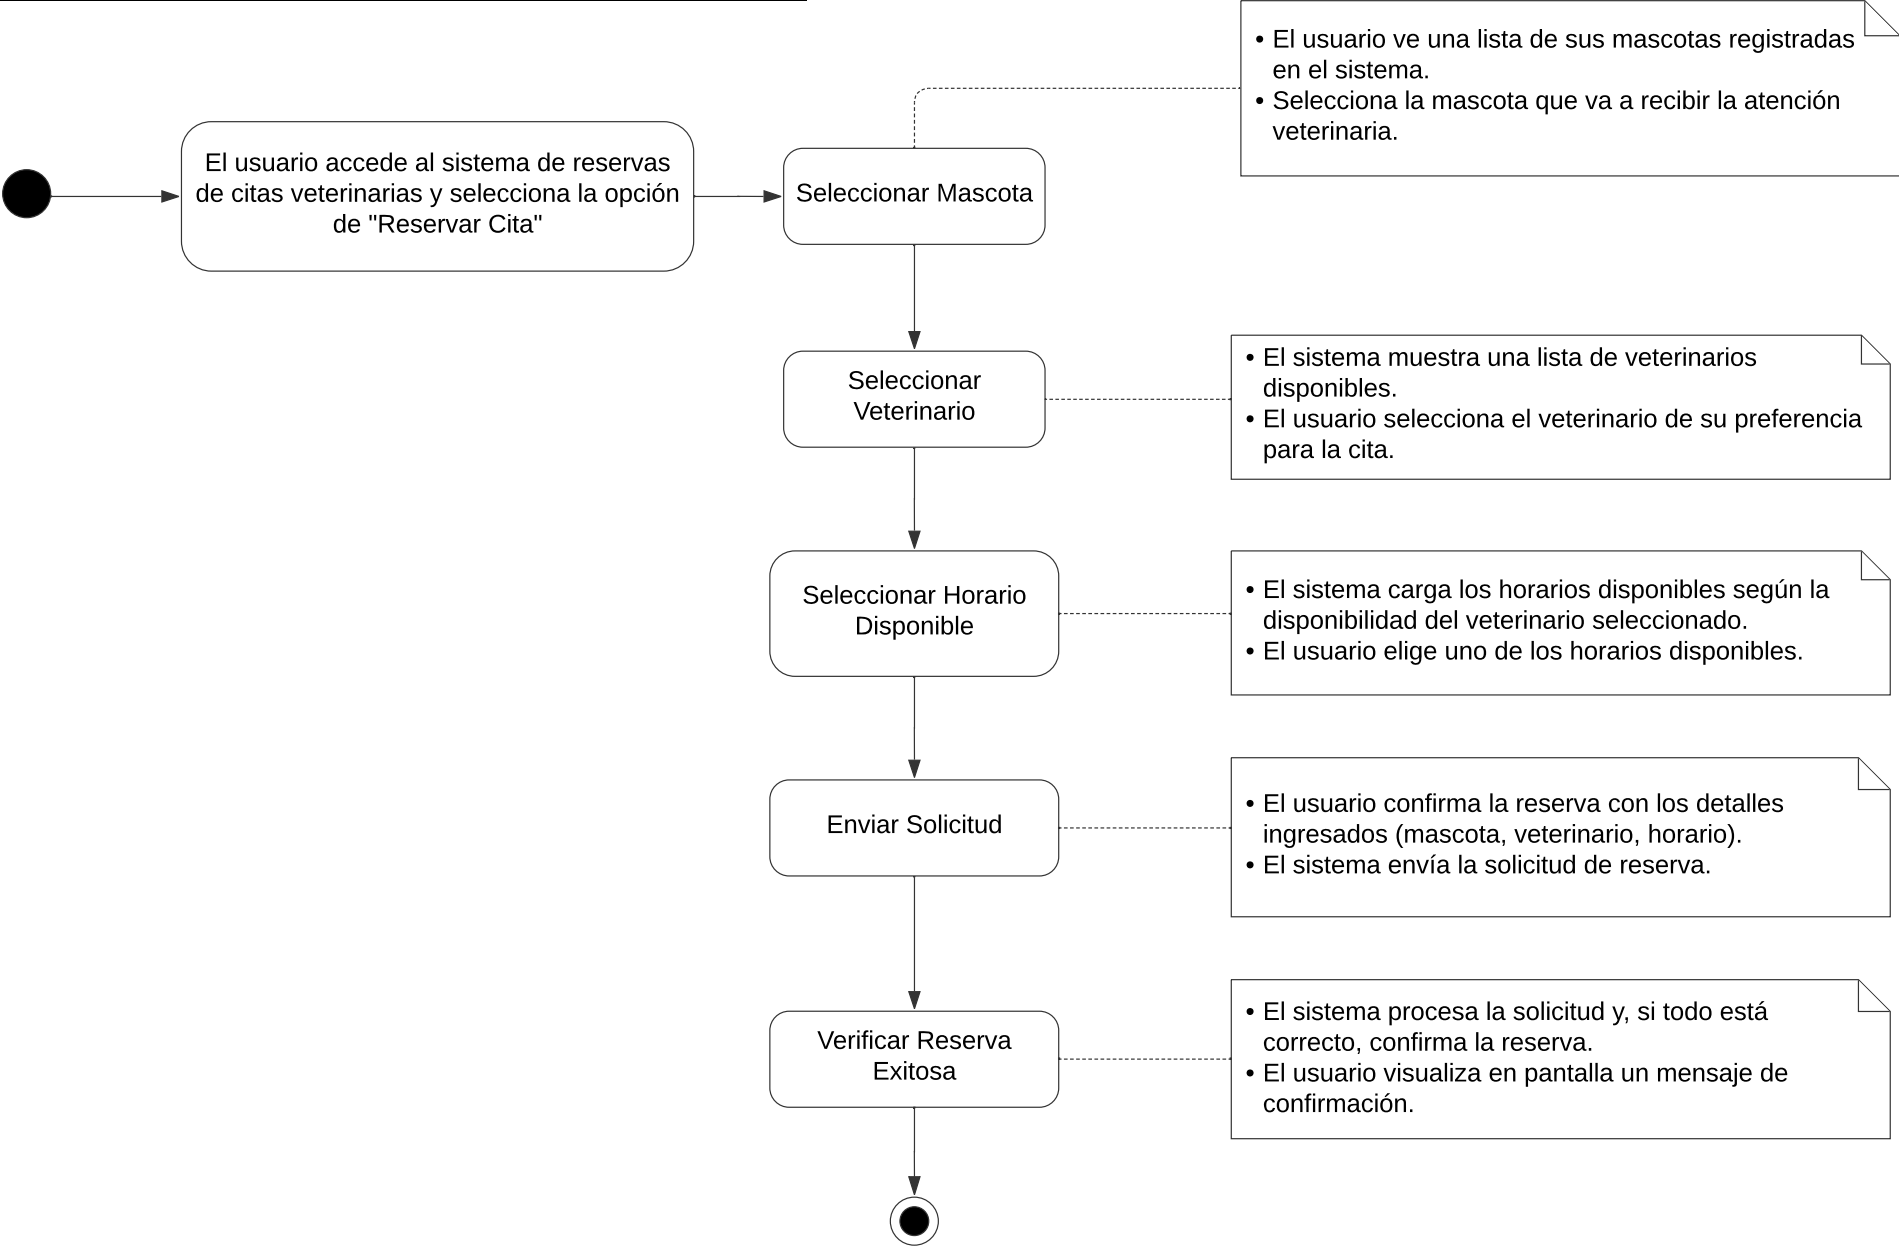 El usuario accede al sistema de reservas
de citas veterinarias y selecciona la opción
de "Reservar Cita"
Seleccionar Mascota
• El usuario ve una lista de sus mascotas registradas
en el sistema.
• Selecciona la mascota que va a recibir la atención
veterinaria.
Seleccionar
Veterinario
• El sistema muestra una lista de veterinarios
disponibles.
• El usuario selecciona el veterinario de su preferencia
para la cita.
Seleccionar Horario
Disponible
• El sistema carga los horarios disponibles según la
disponibilidad del veterinario seleccionado.
• El usuario elige uno de los horarios disponibles.
Enviar Solicitud
• El usuario confirma la reserva con los detalles
ingresados (mascota, veterinario, horario).
• El sistema envía la solicitud de reserva.
Verificar Reserva
Exitosa
• El sistema procesa la solicitud y, si todo está
correcto, confirma la reserva.
• El usuario visualiza en pantalla un mensaje de
confirmación.